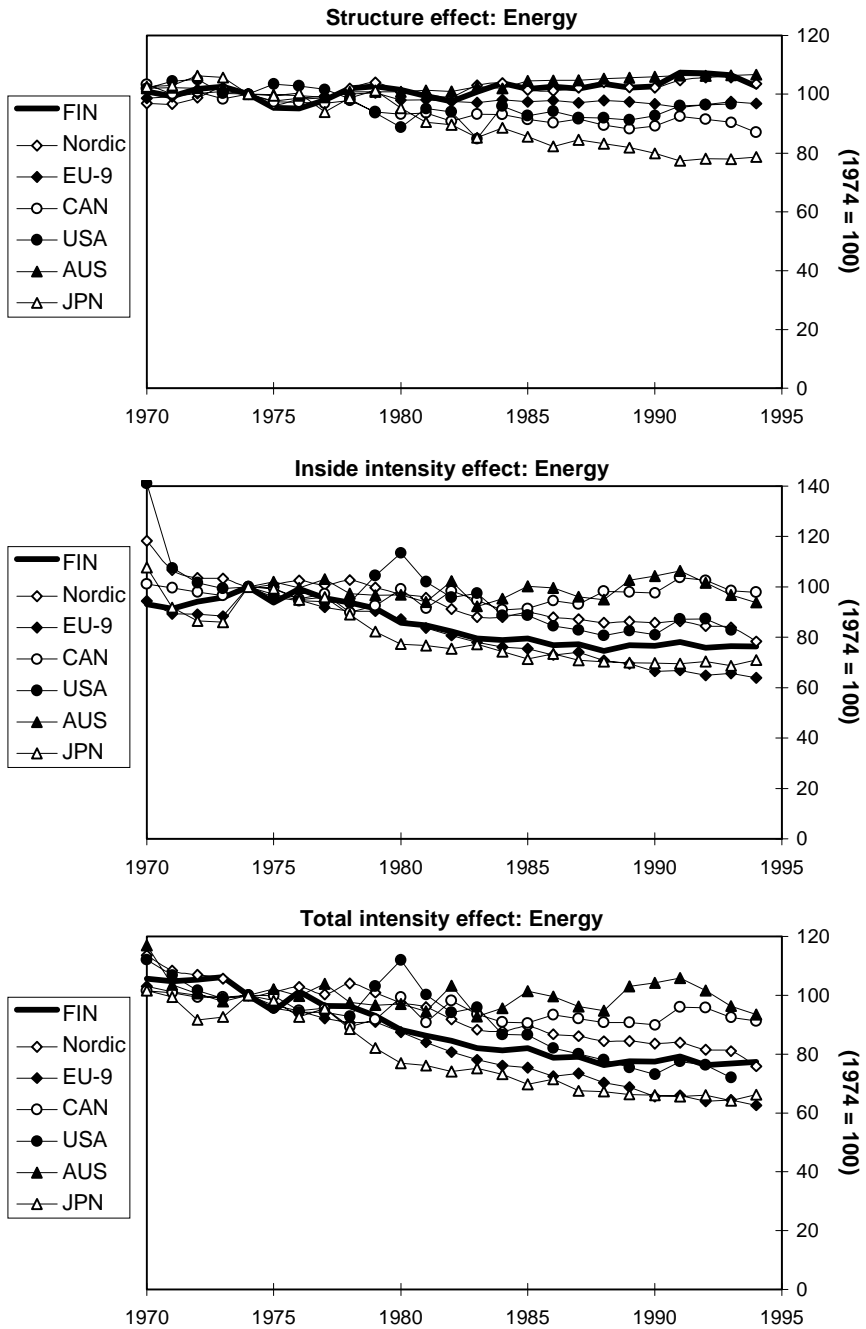 Structure effect: Energy
FIN
Nordic
EU-9
CAN
USA
AUS
JPN
120
100
80
60
40
20
0
(1974 = 100)
1970 1975 1980 1985 1990 1995
Inside intensity effect: Energy
FIN
Nordic
EU-9
CAN
USA
AUS
JPN
140
120
100
80
60
40
20
0
(1974 = 100)
1970 1975 1980 1985 1990 1995
Total intensity effect: Energy
FIN
Nordic
EU-9
CAN
USA
AUS
JPN
120
100
80
60
40
20
0
(1974 = 100)
1970 1975 1980 1985 1990 1995